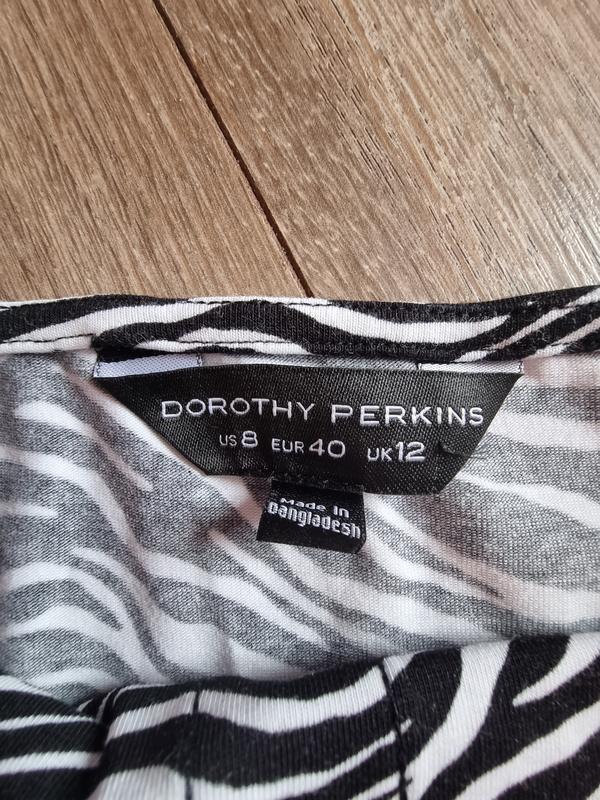 DOROTHY PERKINS
US 8 EUR 40 UK 12
Made In
Bangladesh